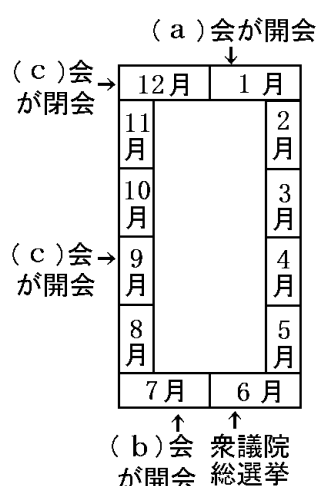 (a)会が開会
(c)会
が閉会
12月
1月
11
月
2
月
10
月
3
月
(c)会
が開会
9
月
4
月
8
月
5
月
7月
6月
(b)会
が開会
衆議院
総選挙